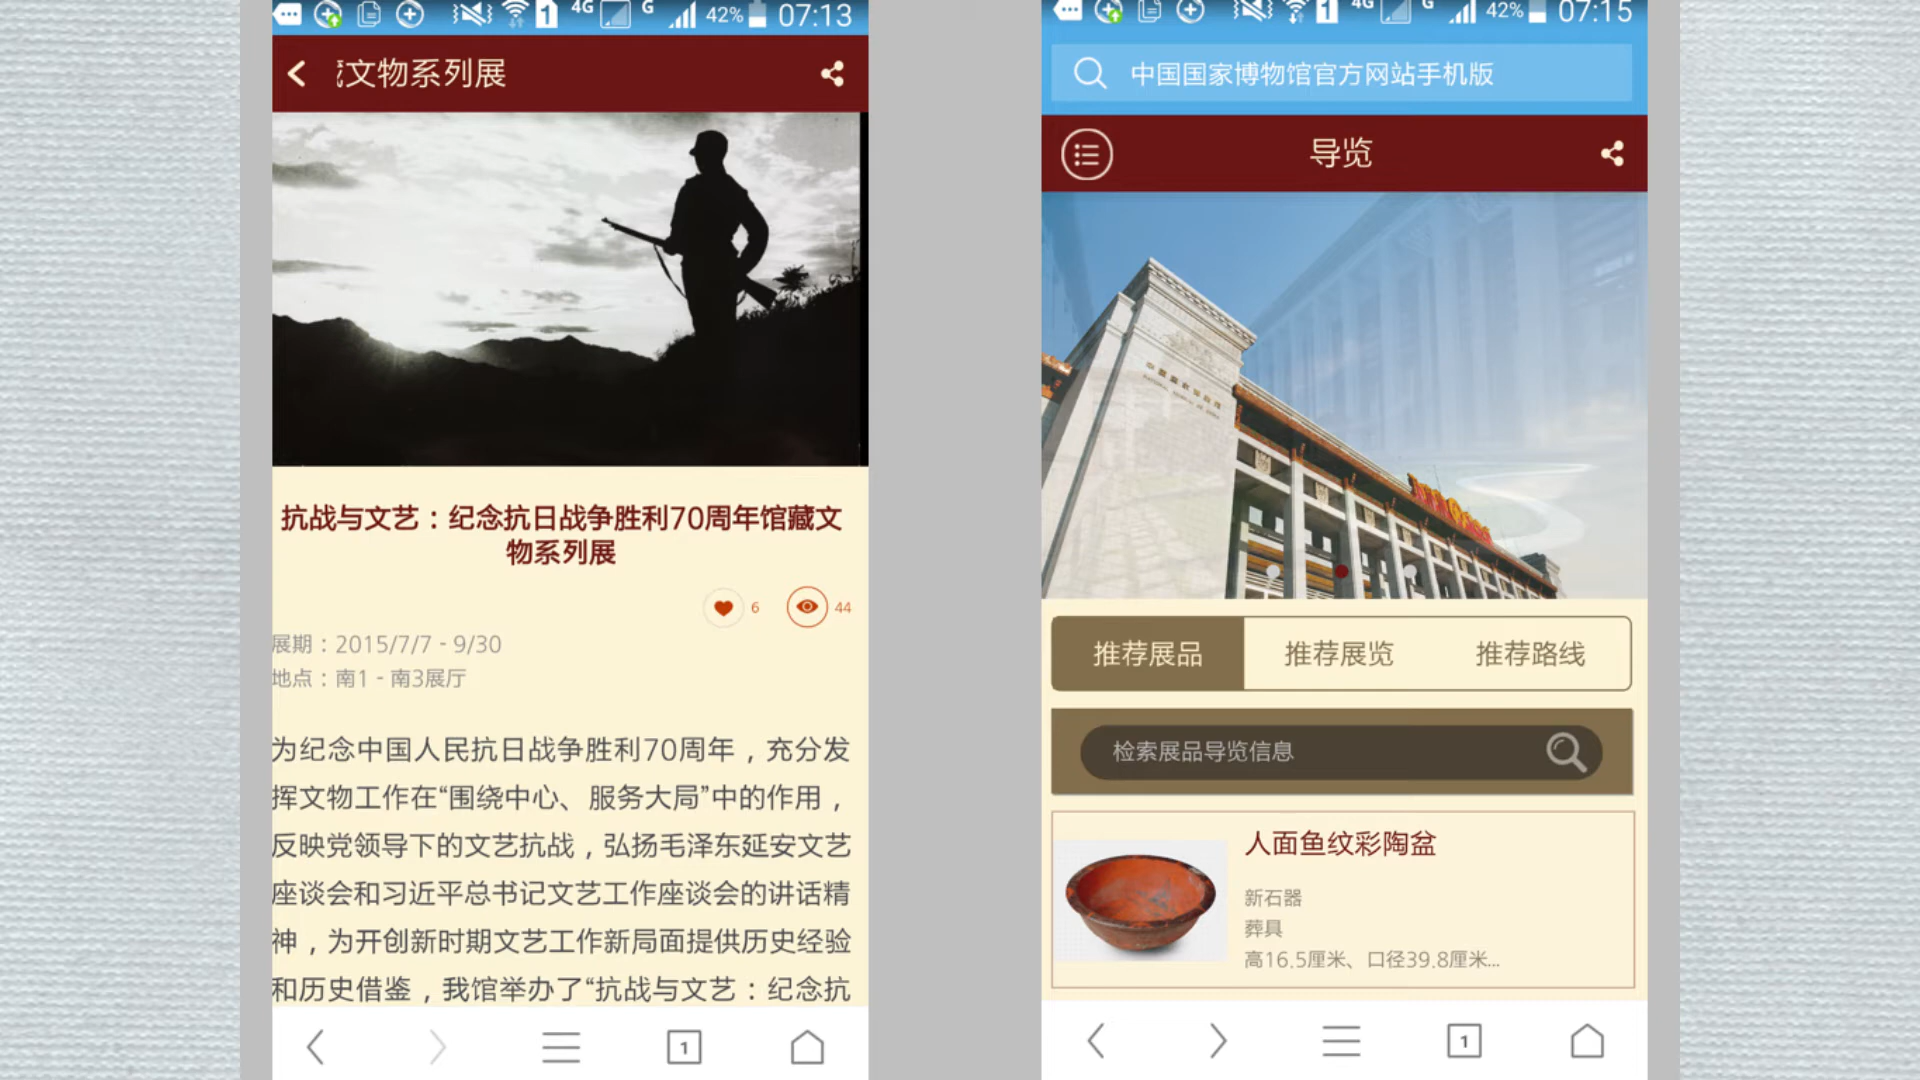 4G
G
42%
07:13
文物系列展
抗战与文艺：纪念抗日战争胜利70周年馆藏文
物系列展
6
44
展期：2015/7/7 - 9/30
地点：南1 - 南3展厅
为纪念中国人民抗日战争胜利70周年，充分发
挥文物工作在“围绕中心、服务大局”中的作用，
反映党领导下的文艺抗战，弘扬毛泽东延安文艺
座谈会和习近平总书记文艺工作座谈会的讲话精
神，为开创新时期文艺工作新局面提供历史经验
和历史借鉴，我馆举办了“抗战与文艺：纪念抗
1
4G
G
42%
07:15
中国国家博物馆官方网站手机版
导览
推荐展品
推荐展览
推荐路线
检索展品导览信息
人面鱼纹彩陶盆
新石器
葬具
高16.5厘米、口径39.8厘米...
1